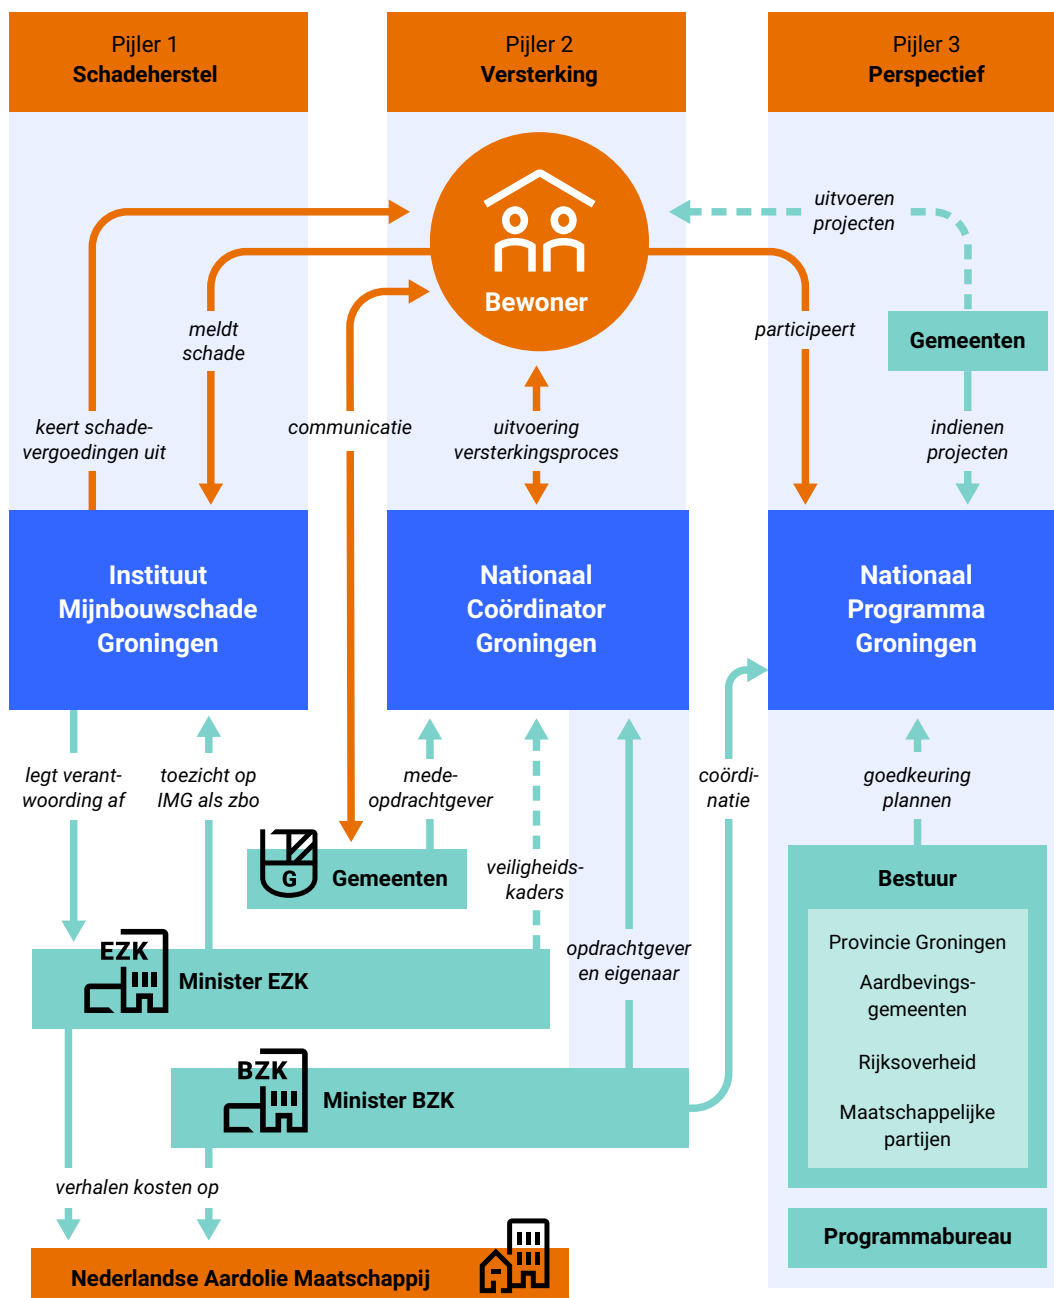 Pijler 1
Schadeherstel
Pijler 2
Versterking
Pijler 3
Perspectief
Bewoner
uitvoeren
projecten
meldt
schade
participeert
Gemeenten
keert schade-
vergoedingen uit
communicatie
uitvoering
versterkingsproces
indienen
projecten
Instituut
Mijnbouwschade
Groningen
Nationaal
Coördinator
Groningen
Nationaal
Programma
Groningen
legt verant-
woording af
toezicht op
IMG als zbo
mede-
opdrachtgever
coördi-
natie
goedkeuring
plannen
G
Gemeenten
veiligheids-
kaders
Bestuur
Provincie Groningen
Aardbevings-
gemeenten
Rijksoverheid
Maatschappelijke
partijen
opdrachtgever
en eigenaar
EZK
Minister EZK
BZK
Minister BZK
verhalen kosten op
Programmabureau
Nederlandse Aardolie Maatschappij